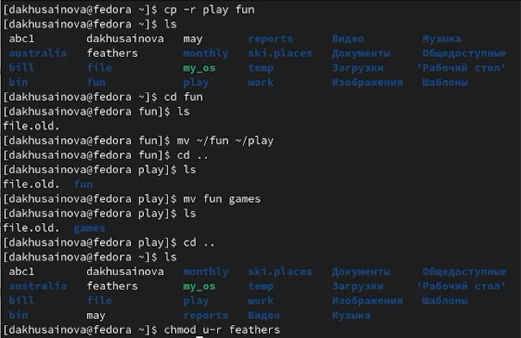 [dakhusainova@fedora ~]$ cp -r play fun
[dakhusainova@fedora ~]$ ls
abc1 dakhusainova may reports Видео Музыка
australia feathers monthly ski.places Документы Общедоступные
bill file my_os temp Загрузки 'Рабочий стол'
bin fun play work Изображения Шаблоны
[dakhusainova@fedora ~]$ cd fun
[dakhusainova@fedora fun]$ ls
file.old.
[dakhusainova@fedora fun]$ mv ~/fun ~/play
[dakhusainova@fedora fun]$ cd ..
[dakhusainova@fedora play]$ ls
file.old. fun
[dakhusainova@fedora play]$ mv fun games
[dakhusainova@fedora play]$ ls
file.old. games
[dakhusainova@fedora play]$ cd ..
[dakhusainova@fedora ~]$ ls
abc1 dakhusainova monthly ski.places Документы Общедоступные
australia feathers my_os temp Загрузки 'Рабочий стол'
bill file play work Изображения Шаблоны
bin may reports Видео Музыка
[dakhusainova@fedora ~]$ chmod u-r feathers